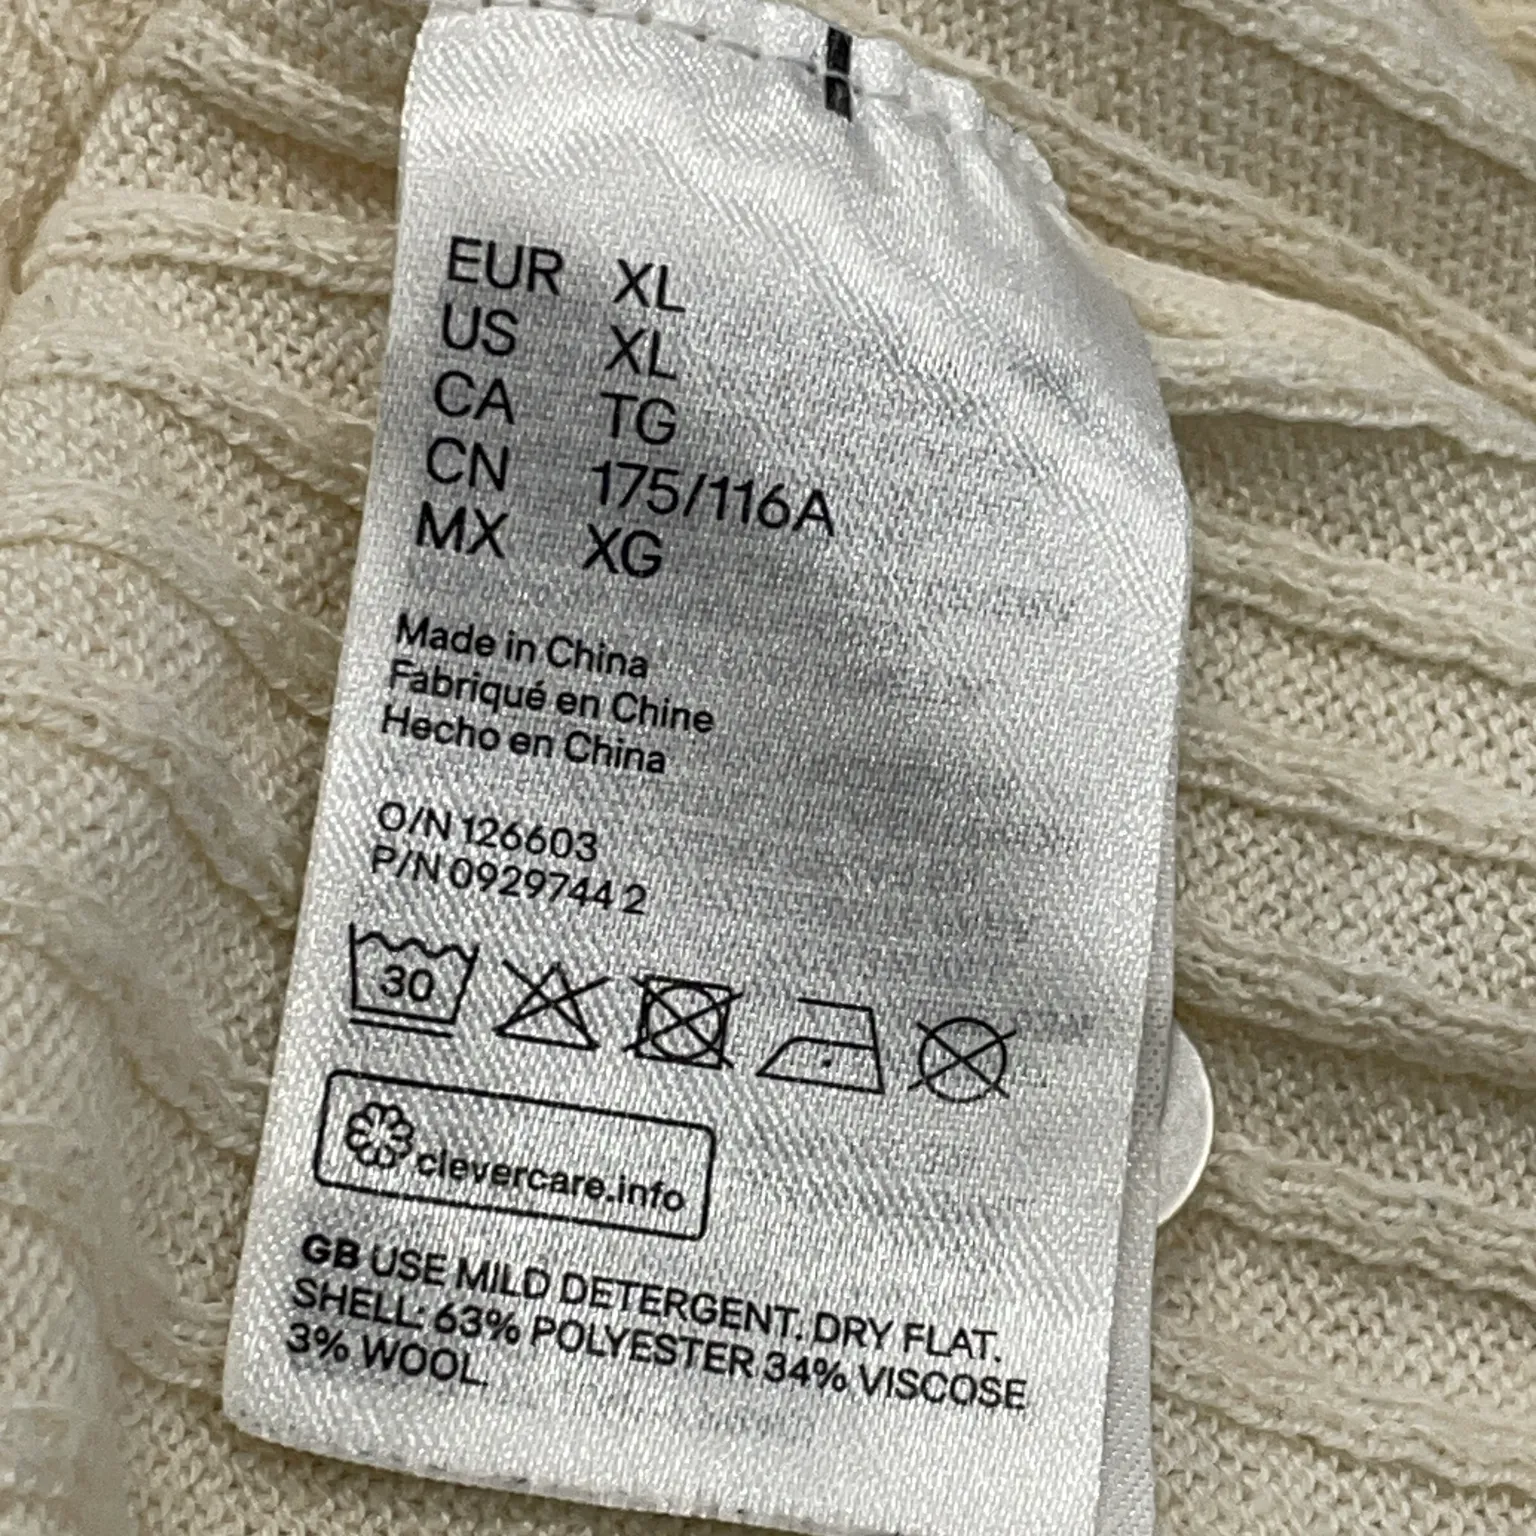 EUR XL
US XL
CA TG
CN 175/116A
MX XG
Made in China
Fabriqué en Chine
Hecho en China
O/N 126603
P/N 0929744 2
30
clevercare.info
GB USE MILD DETERGENT. DRY FLAT.
SHELL: 63% POLYESTER 34% VISCOSE
3% WOOL.